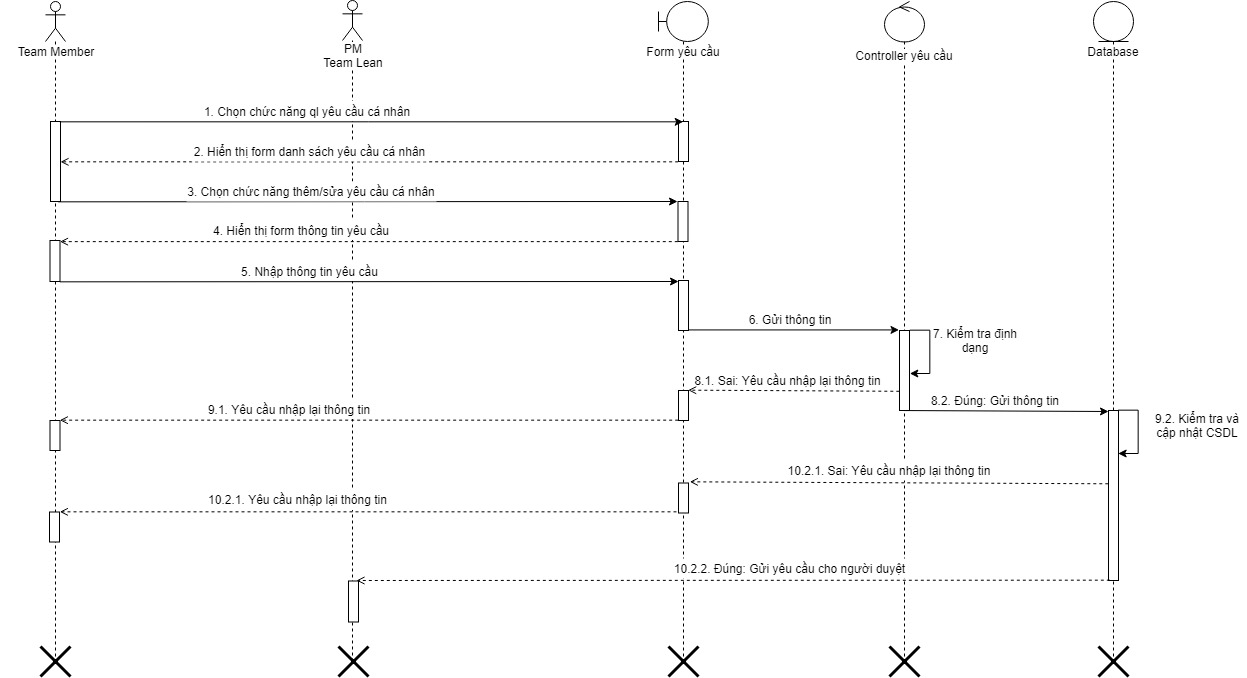 Team Member
PM
Team Lean
Form yêu cầu
Controller yêu cầu
Database
1. Chọn chức năng ql yêu cầu cá nhân
2. Hiển thị form danh sách yêu cầu cá nhân
3. Chọn chức năng thêm/sửa yêu cầu cá nhân
4. Hiển thị form thông tin yêu cầu
5. Nhập thông tin yêu cầu
6. Gửi thông tin
7. Kiểm tra định
dạng
8.1. Sai: Yêu cầu nhập lại thông tin
8.2. Đúng: Gửi thông tin
9.1. Yêu cầu nhập lại thông tin
9.2. Kiểm tra và
cập nhật CSDL
10.2.1. Sai: Yêu cầu nhập lại thông tin
10.2.1. Yêu cầu nhập lại thông tin
10.2.2. Đúng: Gửi yêu cầu cho người duyệt